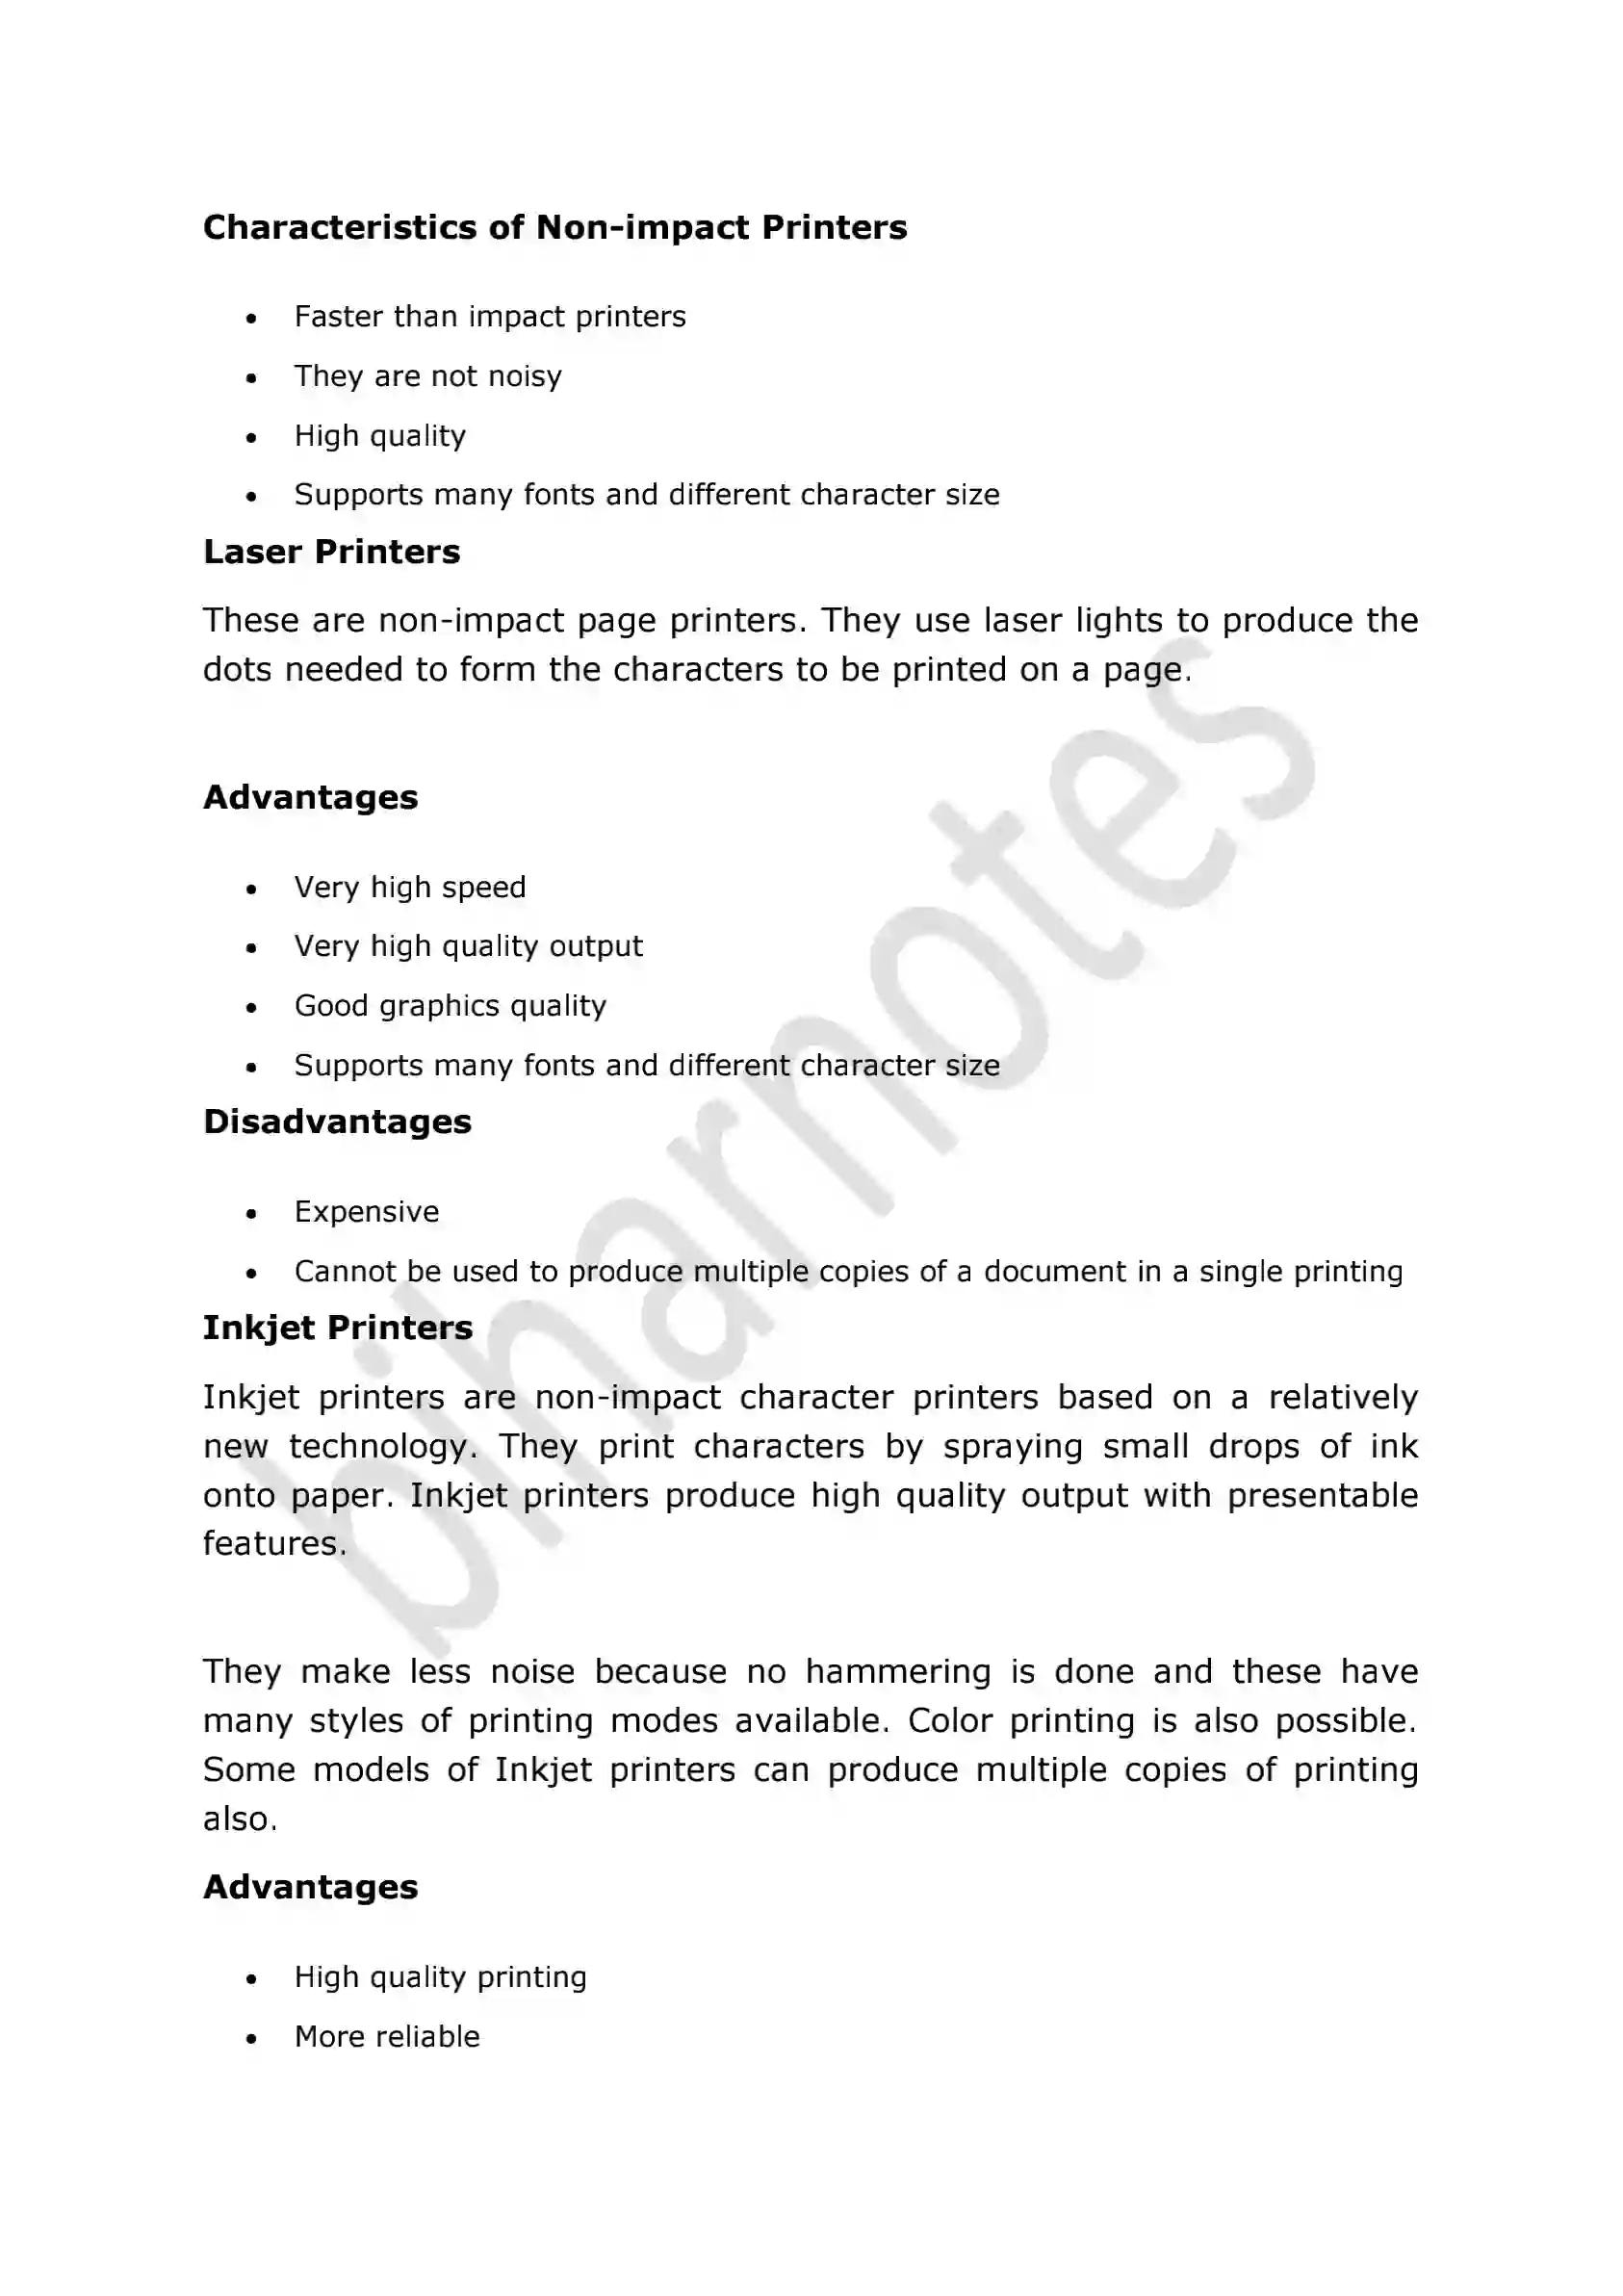 Characteristics of Non-impact Printers
• Faster than impact printers
• They are not noisy
• High quality
• Supports many fonts and different character size
Laser Printers
These are non-impact page printers. They use laser lights to produce the
dots needed to form the characters to be printed on a page.
Advantages
• Very high speed
• Very high quality output
• Good graphics quality
• Supports many fonts and different character size
Disadvantages
• Expensive
• Cannot be used to produce multiple copies of a document in a single printing
Inkjet Printers
Inkjet printers are non-impact character printers based on a relatively
new technology. They print characters by spraying small drops of ink
onto paper. Inkjet printers produce high quality output with presentable
features.
They make less noise because no hammering is done and these have
many styles of printing modes available. Color printing is also possible.
Some models of Inkjet printers can produce multiple copies of printing
also.
Advantages
• High quality printing
• More reliable
biharnotes